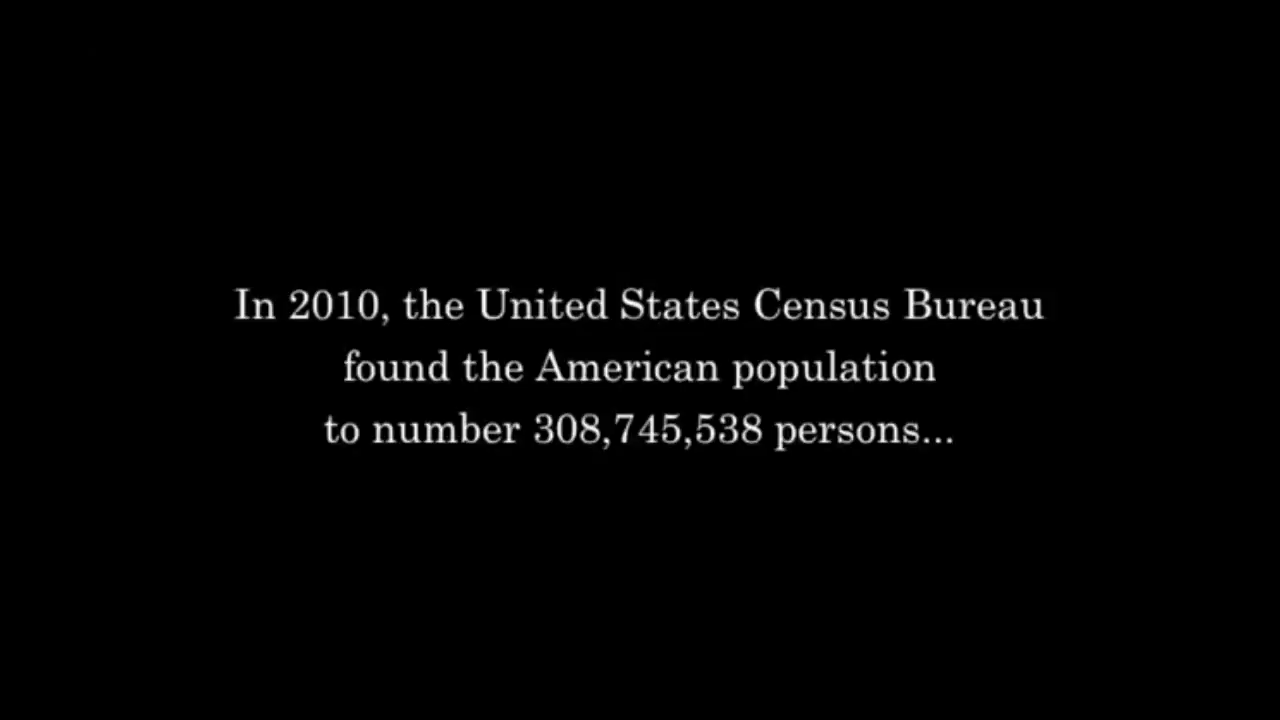 In 2010, the United States Census Bureau
found the American population
to number 308,745,538 persons...